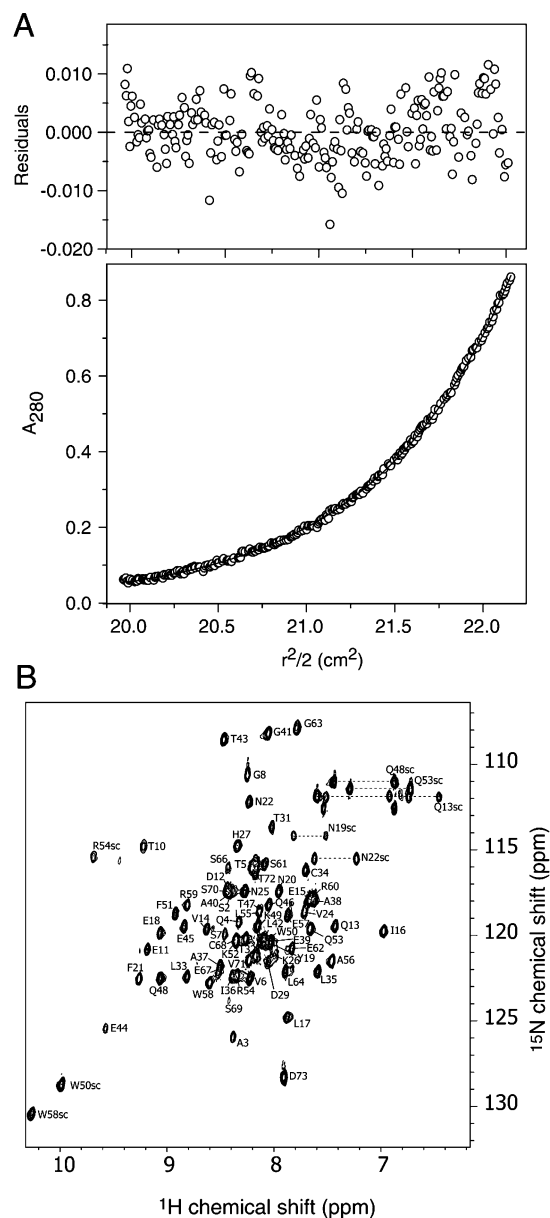 A
0.010
0.000
-0.010
-0.020
Residuals
0.8
0.6
0.4
0.2
0.0
A280
20.0 20.5 21.0 21.5 22.0
r2/2 (cm2)
B
G63
T43 G41
G8
Q48sc
Q53sc
N22
Q13sc
T31
N19sc
R54sc T10 H27
N22sc
S66 T5 S61
C34
D12 T72
S70 N25 N20 E15 R60
R59 A40 T47 Q46 A38
F51 S2 K49 V24
V14 Q4 L55 L42 E57 Q13 I16
E18 S7 W50 Q53
E45 C68 T33 E39
E11 E62
A37 K52 V71 K26 Y19 A56
F21 L33 E67 V6 L64 L35
Q48 W58 I36 R54 D29
S69 L17
E44 A3
D73
W50sc
W58sc
110
115
120
125
130
15N chemical shift (ppm)
10 9 8 7
1H chemical shift (ppm)